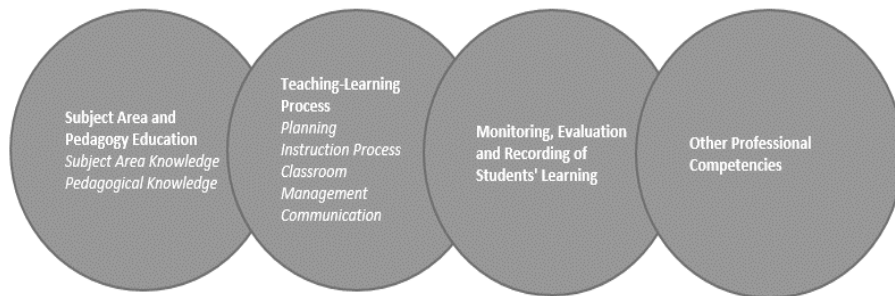 Subject Area and
Pedagogy Education
Subject Area Knowledge
Pedagogical Knowledge
Teaching-Learning
Process
Planning
Instruction Process
Classroom
Management
Communication
Monitoring, Evaluation
and Recording of
Students' Learning
Other Professional
Competencies